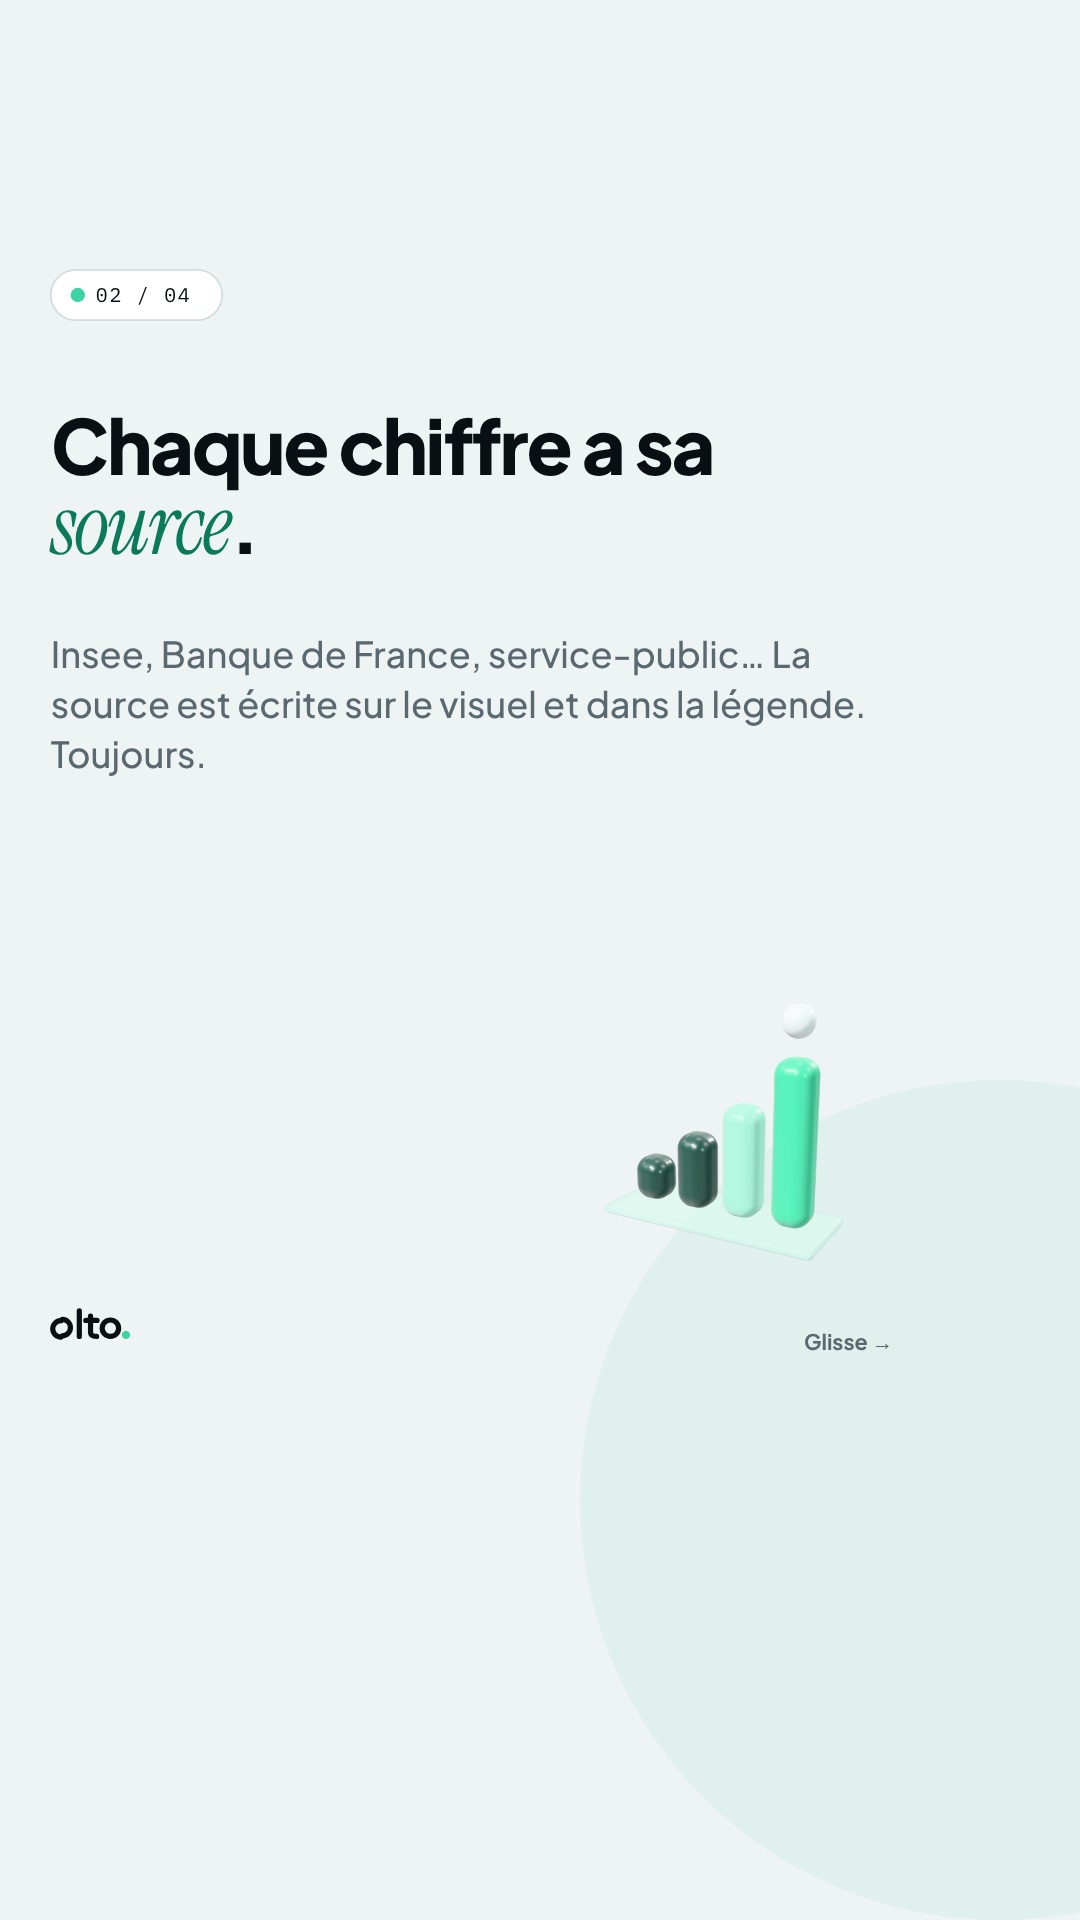 02 / 04
Chaque chiffre a sa
source.
Insee, Banque de France, service-public… La
source est écrite sur le visuel et dans la légende.
Toujours.
olto.
Glisse →